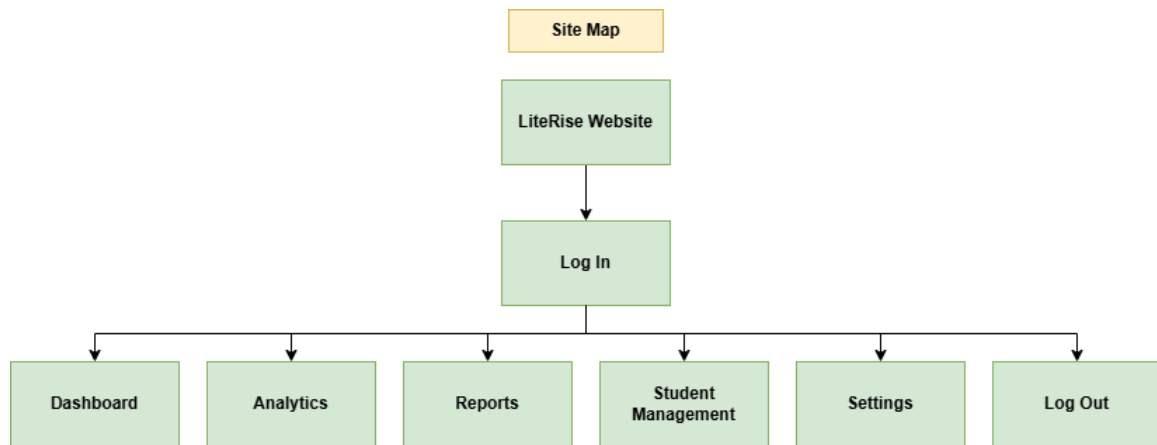 Site Map
LiteRise Website
Log In
Dashboard
Analytics
Reports
Student
Management
Settings
Log Out